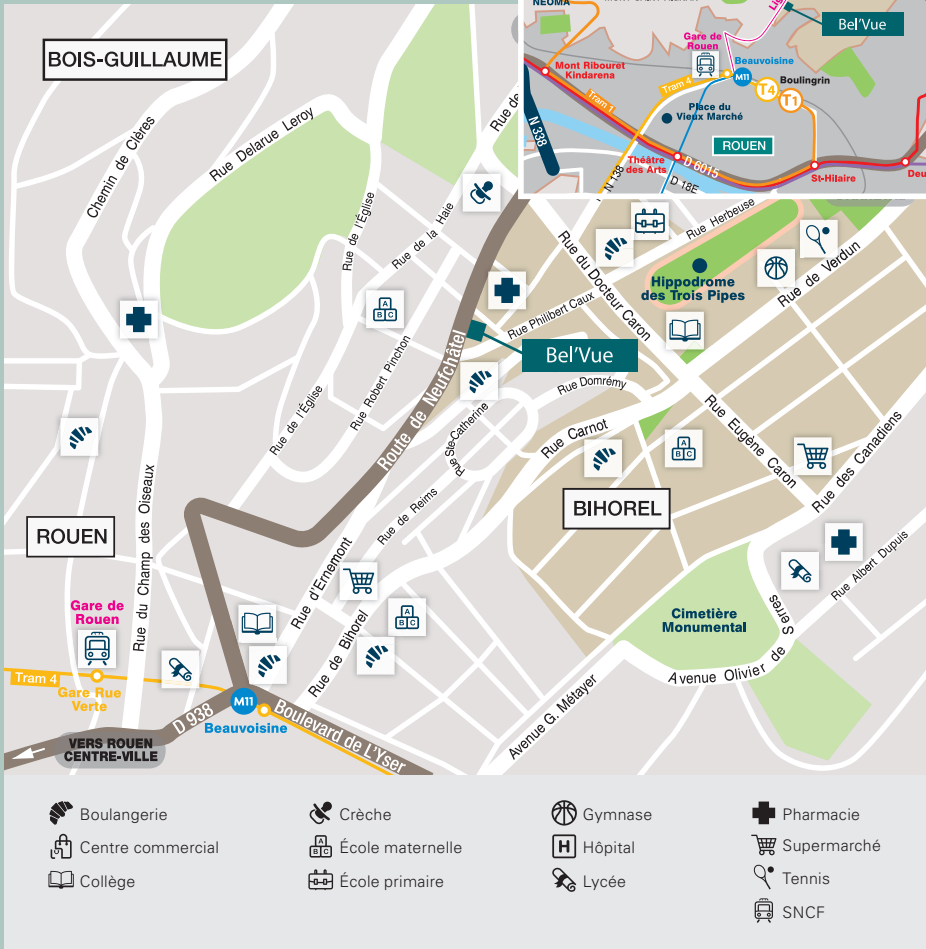 NEOMA
Bel'Vue
Gare de
Rouen
Beauvoisine
Mont Ribouret
Kindarena
M11
Boulingrin
Tram 4
T4
T1
Tram 1
Place du
Vieux Marché
N 338
ROUEN
Théâtre
des Arts
D 6015
N 138
D 18E
St-Hilaire
Deu
BOIS-GUILLAUME
Rue de
Chemin de Clères
Rue Delarue Leroy
Rue de l'Église
Rue de la Haie
Rue Herbeuse
Rue du Docteur Caron
Hippodrome
des Trois Pipes
Rue de Verdun
A
B C
Rue Philibert Caux
Bel'Vue
Route de Neufchâtel
Rue Robert Pinchon
Rue de l'Église
Rue Domrémy
Rue Ste-Catherine
Rue Carnot
Rue Eugène Caron
A
B C
Rue des Canadiens
BIHOREL
ROUEN
Rue du Champ des Oiseaux
Rue de Reims
Rue d'Ernemont
Rue de Bihorel
A
B C
Rue Albert Dupuis
Cimetière
Monumental
Avenue Olivier de Serres
Avenue G. Métayer
Gare de
Rouen
Tram 4
Gare Rue
Verte
M11
Beauvoisine
D 938
Boulevard de L'Yser
VERS ROUEN
CENTRE-VILLE
Boulangerie
Centre commercial
Collège
Crèche
A
B C
École maternelle
École primaire
Gymnase
H
Hôpital
Lycée
Pharmacie
Supermarché
Tennis
SNCF